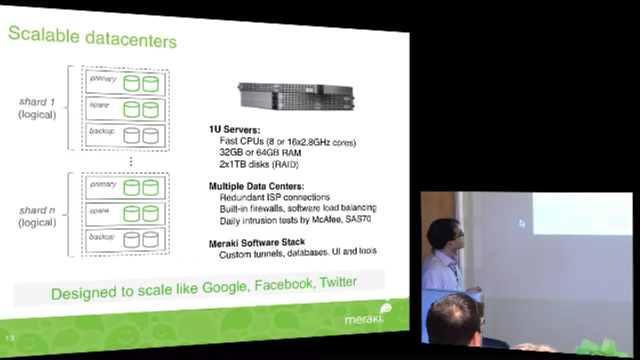 Scalable datacenters
primary
shard 1
(logical)
spare
backup
primary
shard n
(logical)
spare
backup
1U Servers:
Fast CPUs (8 or 16x2.8GHz cores)
32GB or 64GB RAM
2x1TB disks (RAID)
Multiple Data Centers:
Redundant ISP connections
Built-in firewalls, software load balancing
Daily intrusion tests by McAfee, SAS70
Meraki Software Stack
Custom tunnels, databases, UI and tools
Designed to scale like Google, Facebook, Twitter
meraki
13